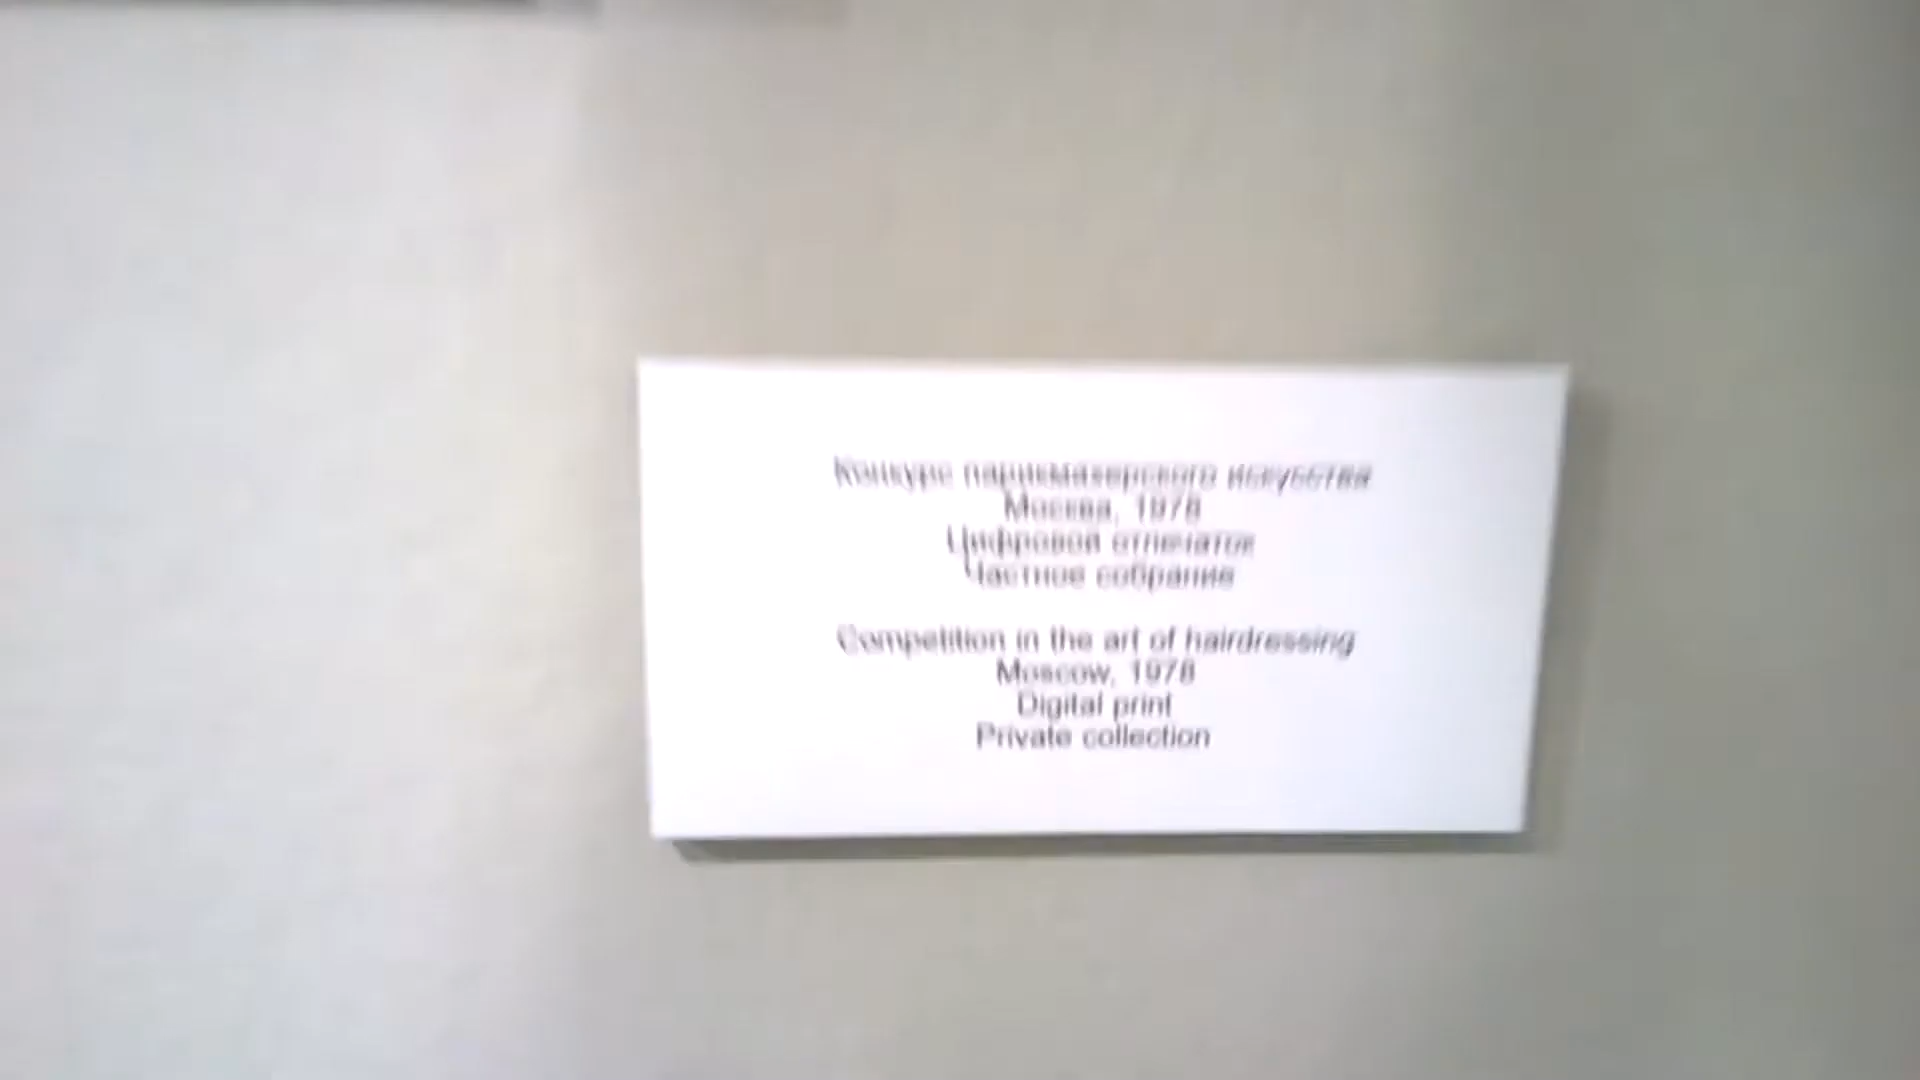 Конкурс парикмахерского искусства
Москва, 1978
Цифровой отпечаток
Частное собрание
Competition in the art of hairdressing
Moscow, 1978
Digital print
Private collection